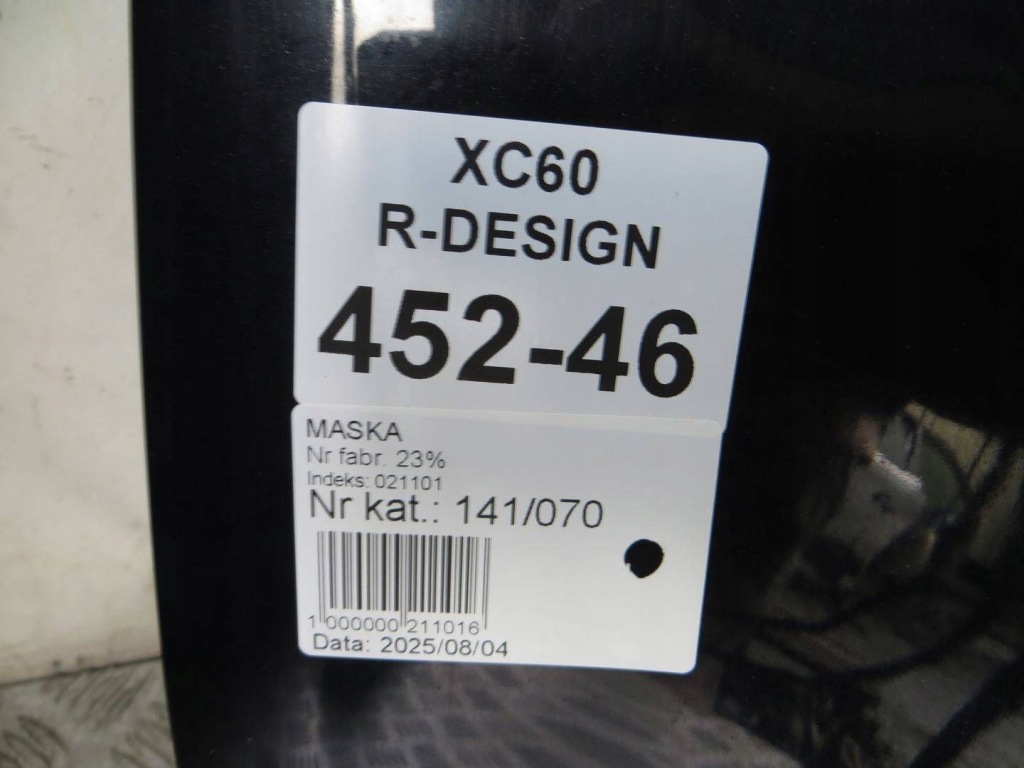 XC60
R-DESIGN
452-46
MASKA
Nr fabr. 23%
Indeks: 021101
Nr kat.: 141/070
1 000000 211016
Data: 2025/08/04